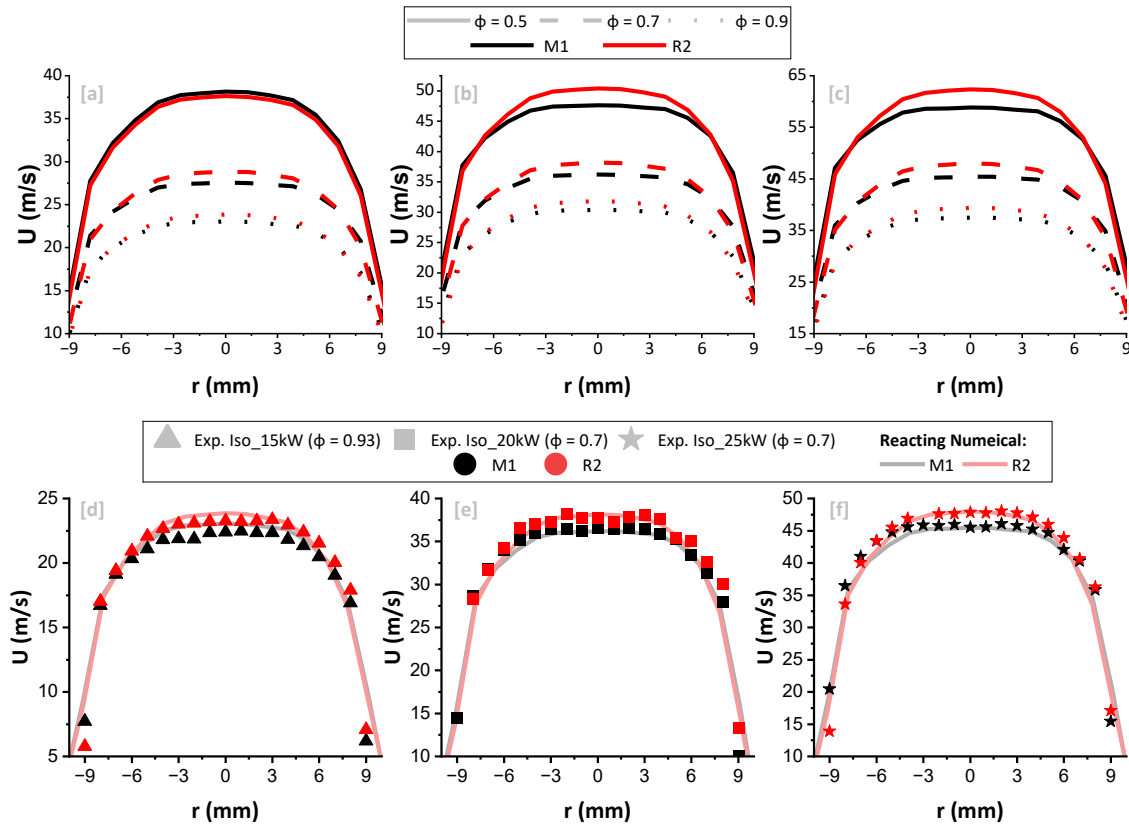 ϕ = 0.5 ϕ = 0.7 ϕ = 0.9
M1 R2
[a] [b] [c]
U (m/s) U (m/s) U (m/s)
40 35 30 25 20 15 10
50 45 40 35 30 25 20 15 10
65 55 45 35 25 15
−9 −6 −3 0 3 6 9 −9 −6 −3 0 3 6 9 −9 −6 −3 0 3 6 9
r (mm) r (mm) r (mm)
Exp. Iso_15kW (ϕ = 0.93) Exp. Iso_20kW (ϕ = 0.7) Exp. Iso_25kW (ϕ = 0.7) Reacting Numeical:
M1 R2 M1 R2
[d] [e] [f]
U (m/s) U (m/s) U (m/s)
25 20 15 10 5
40 35 30 25 20 15 10
50 45 40 35 30 25 20 15 10
−9 −6 −3 0 3 6 9 −9 −6 −3 0 3 6 9 −9 −6 −3 0 3 6 9
r (mm) r (mm) r (mm)